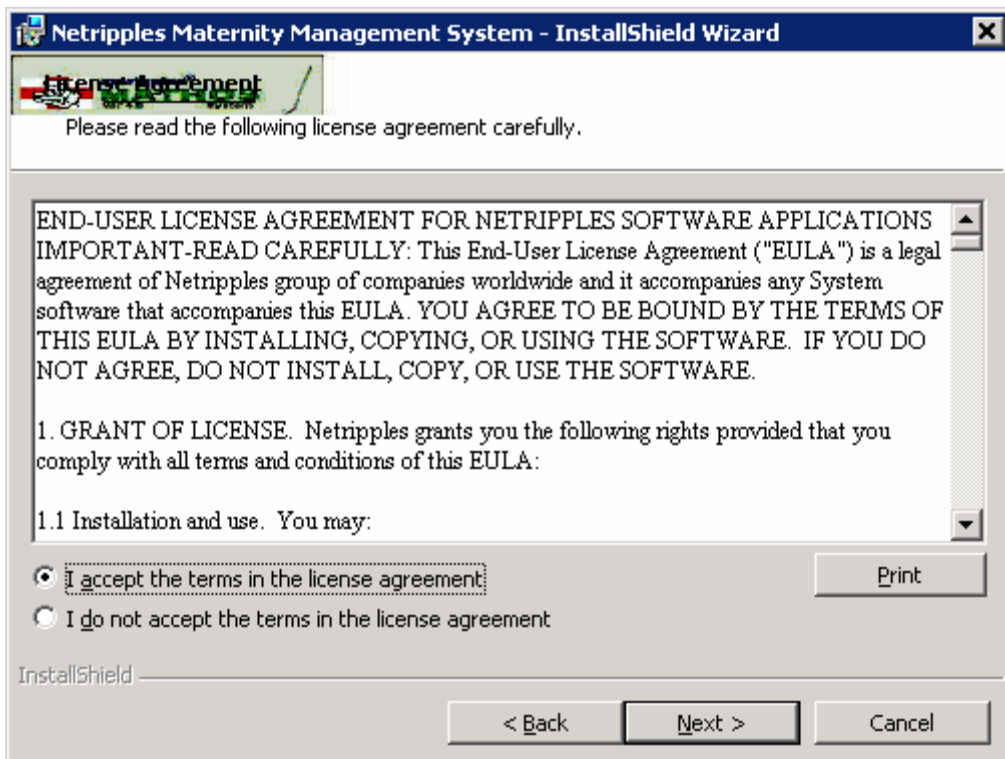 Netripples Maternity Management System - InstallShield Wizard
License Agreement
Please read the following license agreement carefully.
END-USER LICENSE AGREEMENT FOR NETRIPPLES SOFTWARE APPLICATIONS
IMPORTANT-READ CAREFULLY: This End-User License Agreement ("EULA") is a legal
agreement of Netripples group of companies worldwide and it accompanies any System
software that accompanies this EULA. YOU AGREE TO BE BOUND BY THE TERMS OF
THIS EULA BY INSTALLING, COPYING, OR USING THE SOFTWARE.  IF YOU DO
NOT AGREE, DO NOT INSTALL, COPY, OR USE THE SOFTWARE.
1. GRANT OF LICENSE.  Netripples grants you the following rights provided that you
comply with all terms and conditions of this EULA:
1.1 Installation and use.  You may:
I accept the terms in the license agreement
Print
I do not accept the terms in the license agreement
InstallShield
< Back
Next >
Cancel